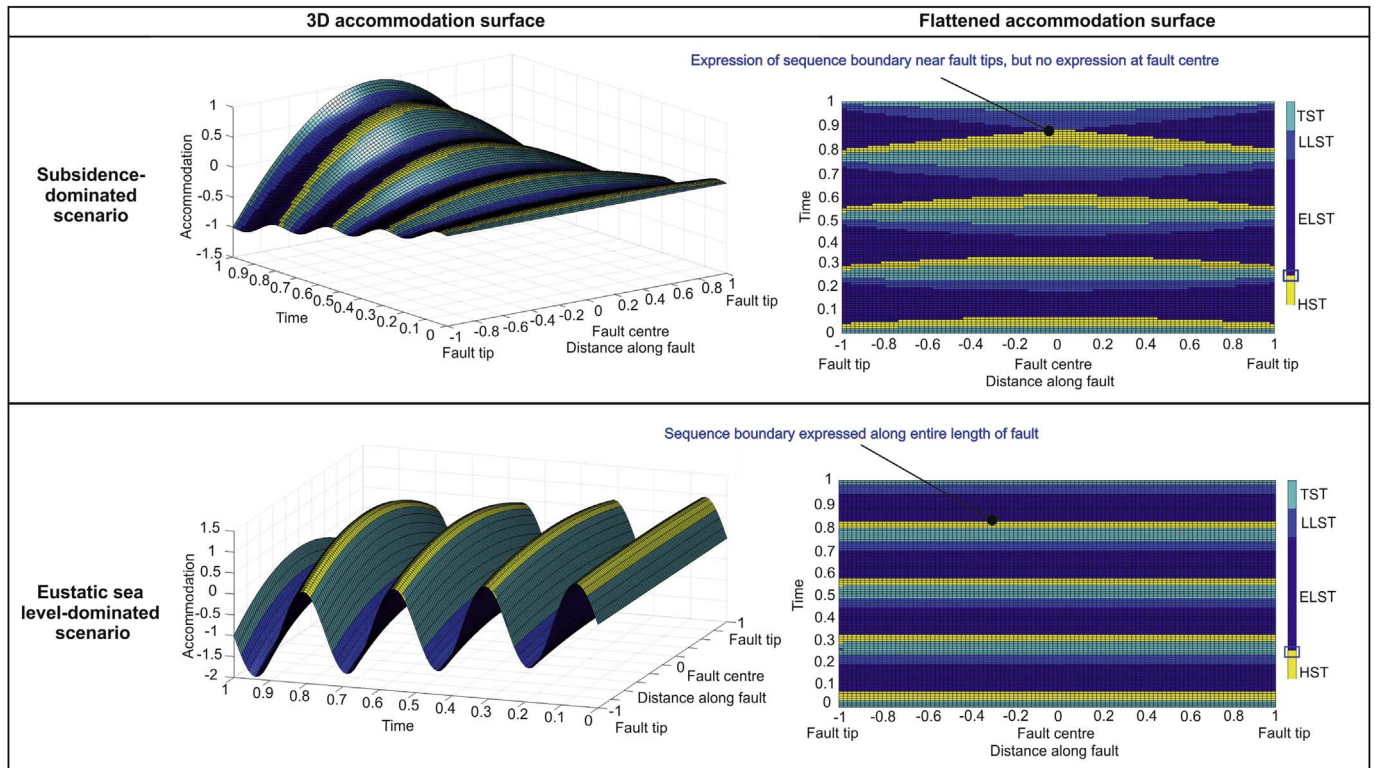 3D accommodation surface
Flattened accommodation surface
Subsidence-
dominated
scenario
Accommodation
1
0.5
0
-0.5
-1
-1.5
1
0.9
0.8
0.7
0.6
0.5
0.4
0.3
0.2
0.1
0
Time
-1
-0.8
-0.6
-0.4
-0.2
0
0.2
0.4
0.6
0.8
1
Fault tip
Fault centre
Distance along fault
Fault tip
Expression of sequence boundary near fault tips, but no expression at fault centre
Time
1
0.9
0.8
0.7
0.6
0.5
0.4
0.3
0.2
0.1
0
-1 -0.8 -0.6 -0.4 -0.2 0 0.2 0.4 0.6 0.8 1
Fault tip Fault centre Fault tip
Distance along fault
TST
LLST
ELST
HST
Eustatic sea
level-dominated
scenario
Accommodation
1.5
1
0.5
0
-0.5
-1
-1.5
-2
1 0.9 0.8 0.7 0.6 0.5 0.4 0.3 0.2 0.1 0
Time
1
Fault tip
0
Fault centre
Distance along fault
-1
Fault tip
Sequence boundary expressed along entire length of fault
Time
1
0.9
0.8
0.7
0.6
0.5
0.4
0.3
0.2
0.1
0
-1 -0.8 -0.6 -0.4 -0.2 0 0.2 0.4 0.6 0.8 1
Fault tip Fault centre Fault tip
Distance along fault
TST
LLST
ELST
HST